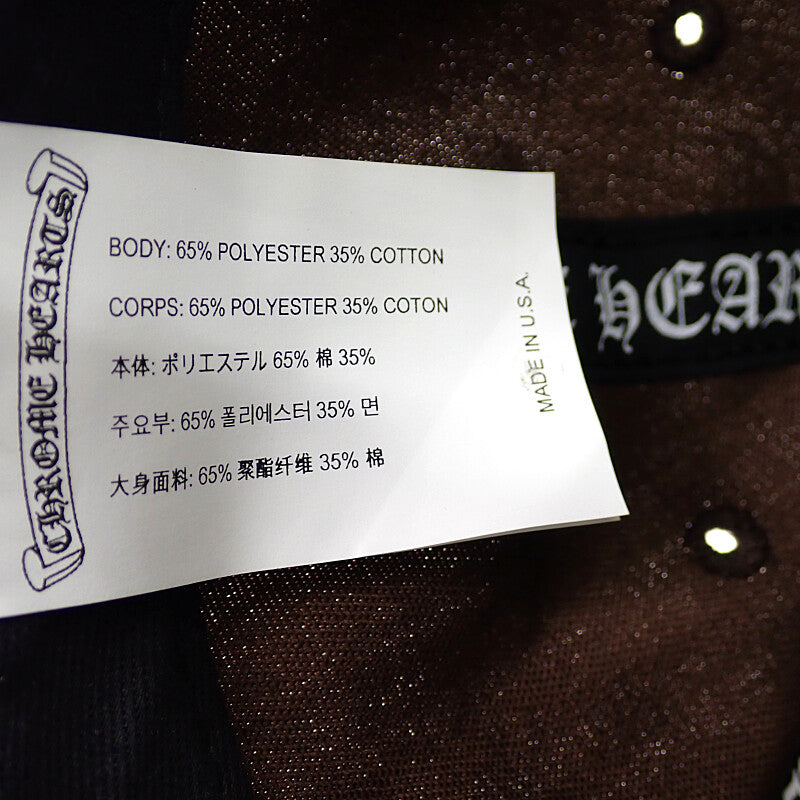 CHROME HEARTS
BODY: 65% POLYESTER 35% COTTON
CORPS: 65% POLYESTER 35% COTON
本体: ポリエステル 65% 棉 35%
주요부: 65% 폴리에스터 35% 면
大身面料: 65% 聚酯纤维 35% 棉
MADE IN U.S.A.
HEAR